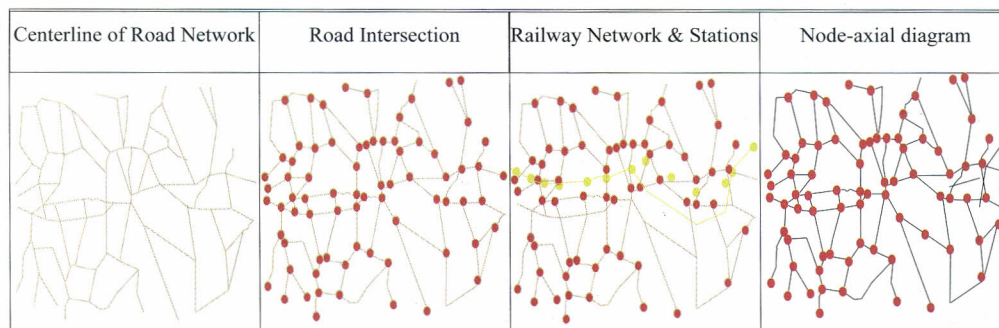 Centerline of Road Network
Road Intersection
Railway Network & Stations
Node-axial diagram